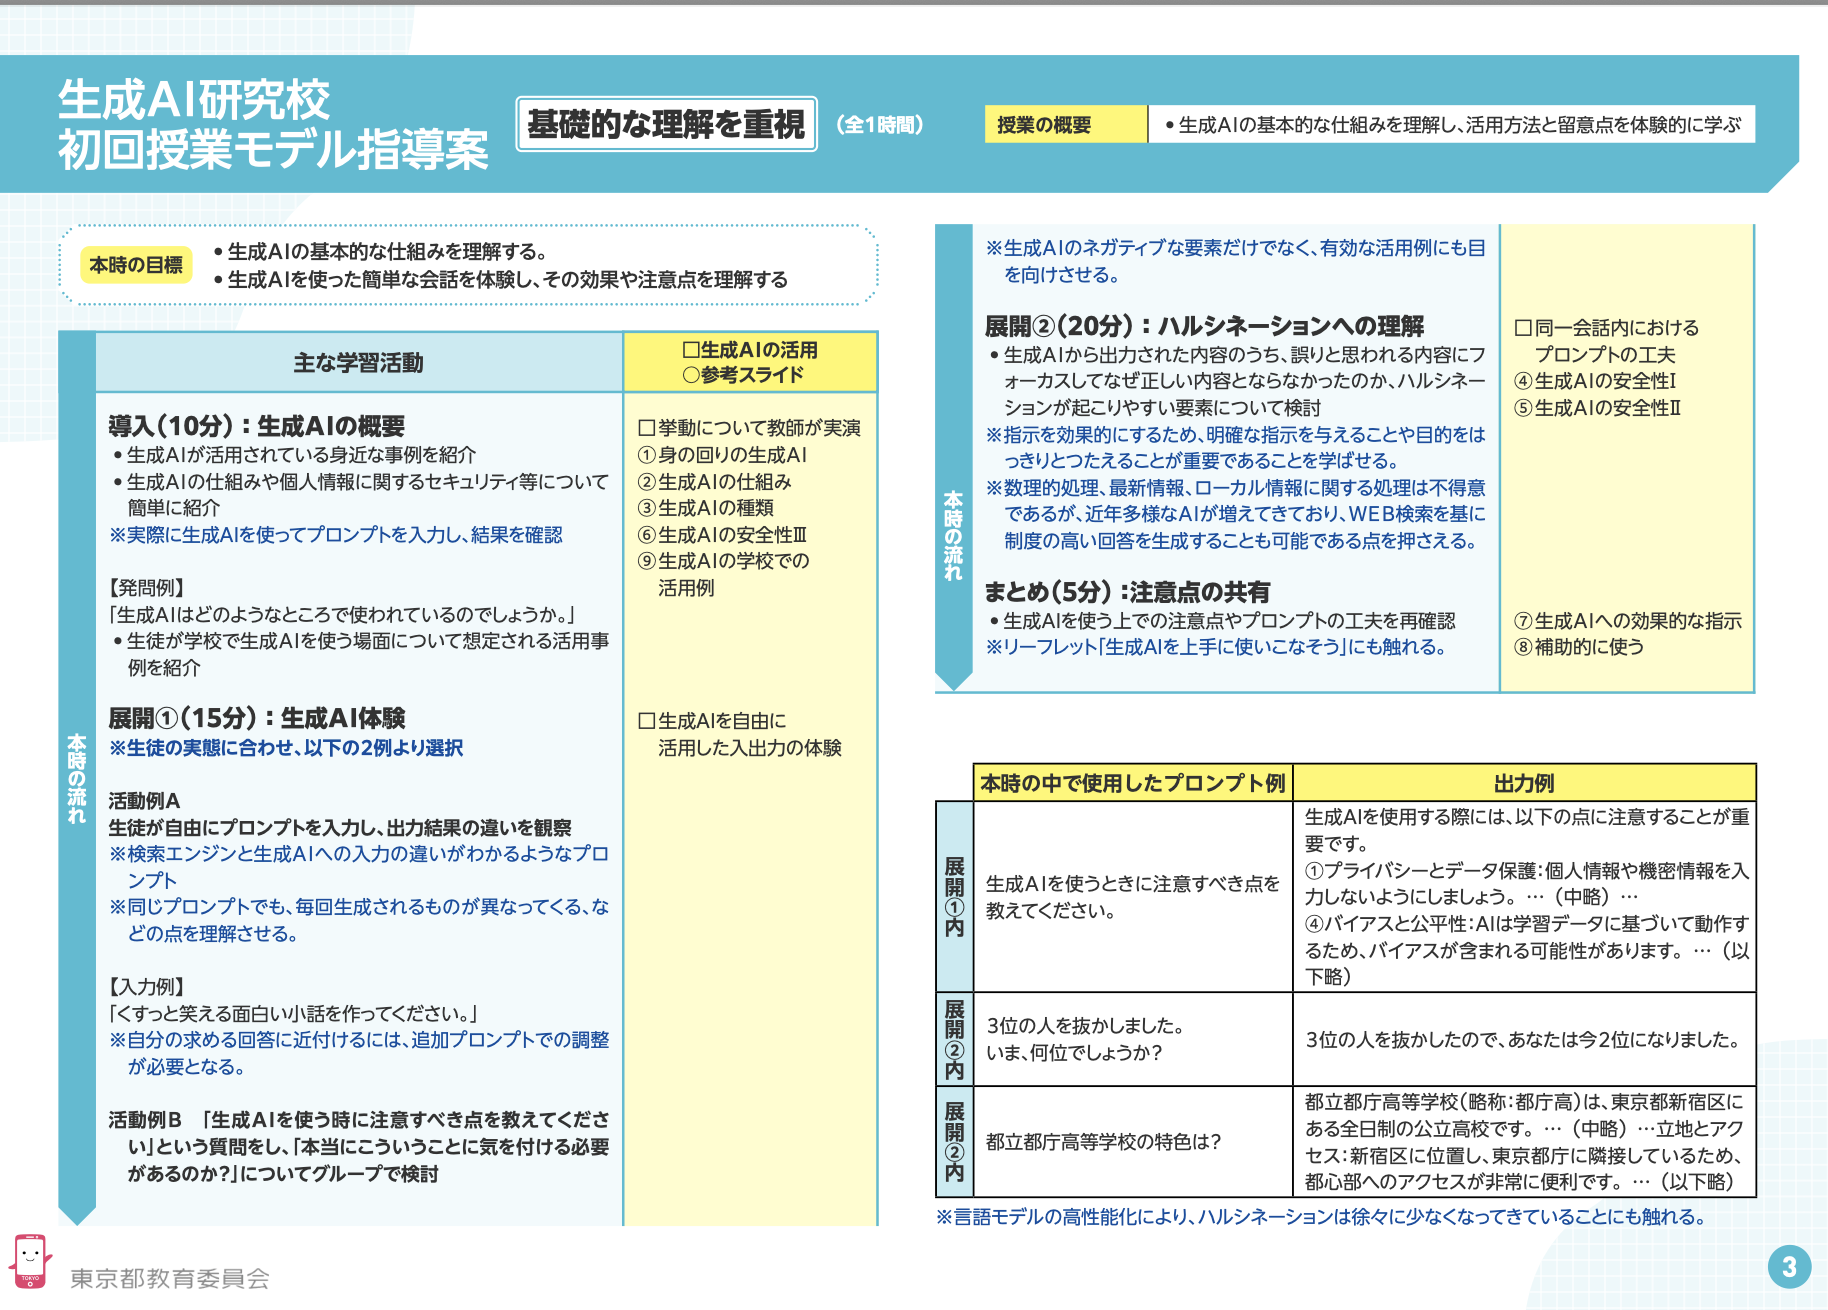 生成AI研究校
初回授業モデル指導案
基礎的な理解を重視
（全1時間）
授業の概要
• 生成AIの基本的な仕組みを理解し、活用方法と留意点を体験的に学ぶ
本時の目標
• 生成AIの基本的な仕組みを理解する。
• 生成AIを使った簡単な会話を体験し、その効果や注意点を理解する
本時の流れ
主な学習活動
□生成AIの活用
○参考スライド
導入（10分）：生成AIの概要
• 生成AIが活用されている身近な事例を紹介
• 生成AIの仕組みや個人情報に関するセキュリティ等について
簡単に紹介
※実際に生成AIを使ってプロンプトを入力し、結果を確認
【発問例】
「生成AIはどのようなところで使われているのでしょうか。」
• 生徒が学校で生成AIを使う場面について想定される活用事
例を紹介
□挙動について教師が実演
①身の回りの生成AI
②生成AIの仕組み
③生成AIの種類
⑥生成AIの安全性Ⅲ
⑨生成AIの学校での
活用例
展開①（15分）：生成AI体験
※生徒の実態に合わせ、以下の2例より選択
活動例A
生徒が自由にプロンプトを入力し、出力結果の違いを観察
※検索エンジンと生成AIへの入力の違いがわかるようなプロ
ンプト
※同じプロンプトでも、毎回生成されるものが異なってくる、な
どの点を理解させる。
【入力例】
「くすっと笑える面白い小話を作ってください。」
※自分の求める回答に近付けるには、追加プロンプトでの調整
が必要となる。
活動例B　「生成AIを使う時に注意すべき点を教えてくださ
い」という質問をし、「本当にこういうことに気を付ける必要
があるのか?」についてグループで検討
□生成AIを自由に
活用した入出力の体験
本時の流れ
※生成AIのネガティブな要素だけでなく、有効な活用例にも目
を向けさせる。
展開②（20分）：ハルシネーションへの理解
• 生成AIから出力された内容のうち、誤りと思われる内容にフ
ォーカスしてなぜ正しい内容とならなかったのか、ハルシネー
ションが起こりやすい要素について検討
※指示を効果的にするため、明確な指示を与えることや目的をは
っきりとつたえることが重要であることを学ばせる。
※数理的処理、最新情報、ローカル情報に関する処理は不得意
であるが、近年多様なAIが増えてきており、WEB検索を基に
制度の高い回答を生成することも可能である点を押さえる。
□同一会話内における
プロンプトの工夫
④生成AIの安全性Ⅰ
⑤生成AIの安全性Ⅱ
まとめ（5分）：注意点の共有
• 生成AIを使う上での注意点やプロンプトの工夫を再確認
※リーフレット「生成AIを上手に使いこなそう」にも触れる。
⑦生成AIへの効果的な指示
⑧補助的に使う
本時の中で使用したプロンプト例
出力例
展開①内
生成AIを使うときに注意すべき点を
教えてください。
生成AIを使用する際には、以下の点に注意することが重
要です。
①プライバシーとデータ保護：個人情報や機密情報を入
力しないようにしましょう。…（中略）…
④バイアスと公平性：AIは学習データに基づいて動作す
るため、バイアスが含まれる可能性があります。…（以
下略）
展開②内
3位の人を抜かしました。
いま、何位でしょうか?
3位の人を抜かしたので、あなたは今2位になりました。
展開②内
都立都庁高等学校の特色は?
都立都庁高等学校（略称：都庁高）は、東京都新宿区に
ある全日制の公立高校です。…（中略）…立地とアク
セス：新宿区に位置し、東京都庁に隣接しているため、
都心部へのアクセスが非常に便利です。…（以下略）
※言語モデルの高性能化により、ハルシネーションは徐々に少なくなってきていることにも触れる。
TOKYO
東京都教育委員会
3